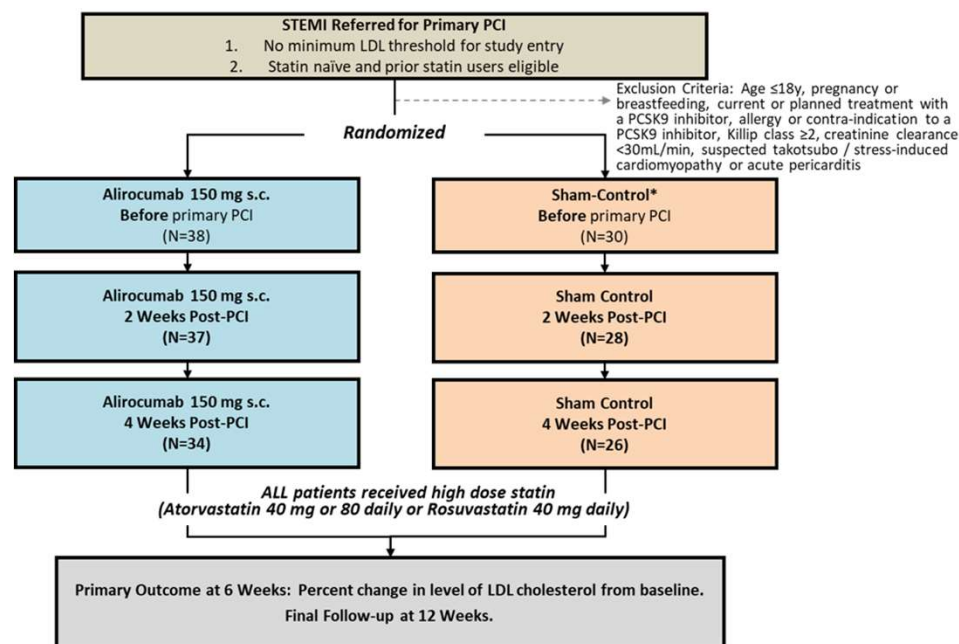 STEMI Referred for Primary PCI
1. No minimum LDL threshold for study entry
2. Statin naïve and prior statin users eligible
Exclusion Criteria: Age ≤18y, pregnancy or
breastfeeding, current or planned treatment with
a PCSK9 inhibitor, allergy or contra-indication to a
PCSK9 inhibitor, Killip class ≥2, creatinine clearance
<30mL/min, suspected takotsubo / stress-induced
cardiomyopathy or acute pericarditis
Randomized
Alirocumab 150 mg s.c.
Before primary PCI
(N=38)
Sham-Control*
Before primary PCI
(N=30)
Alirocumab 150 mg s.c.
2 Weeks Post-PCI
(N=37)
Sham Control
2 Weeks Post-PCI
(N=28)
Alirocumab 150 mg s.c.
4 Weeks Post-PCI
(N=34)
Sham Control
4 Weeks Post-PCI
(N=26)
ALL patients received high dose statin
(Atorvastatin 40 mg or 80 daily or Rosuvastatin 40 mg daily)
Primary Outcome at 6 Weeks: Percent change in level of LDL cholesterol from baseline.
Final Follow-up at 12 Weeks.